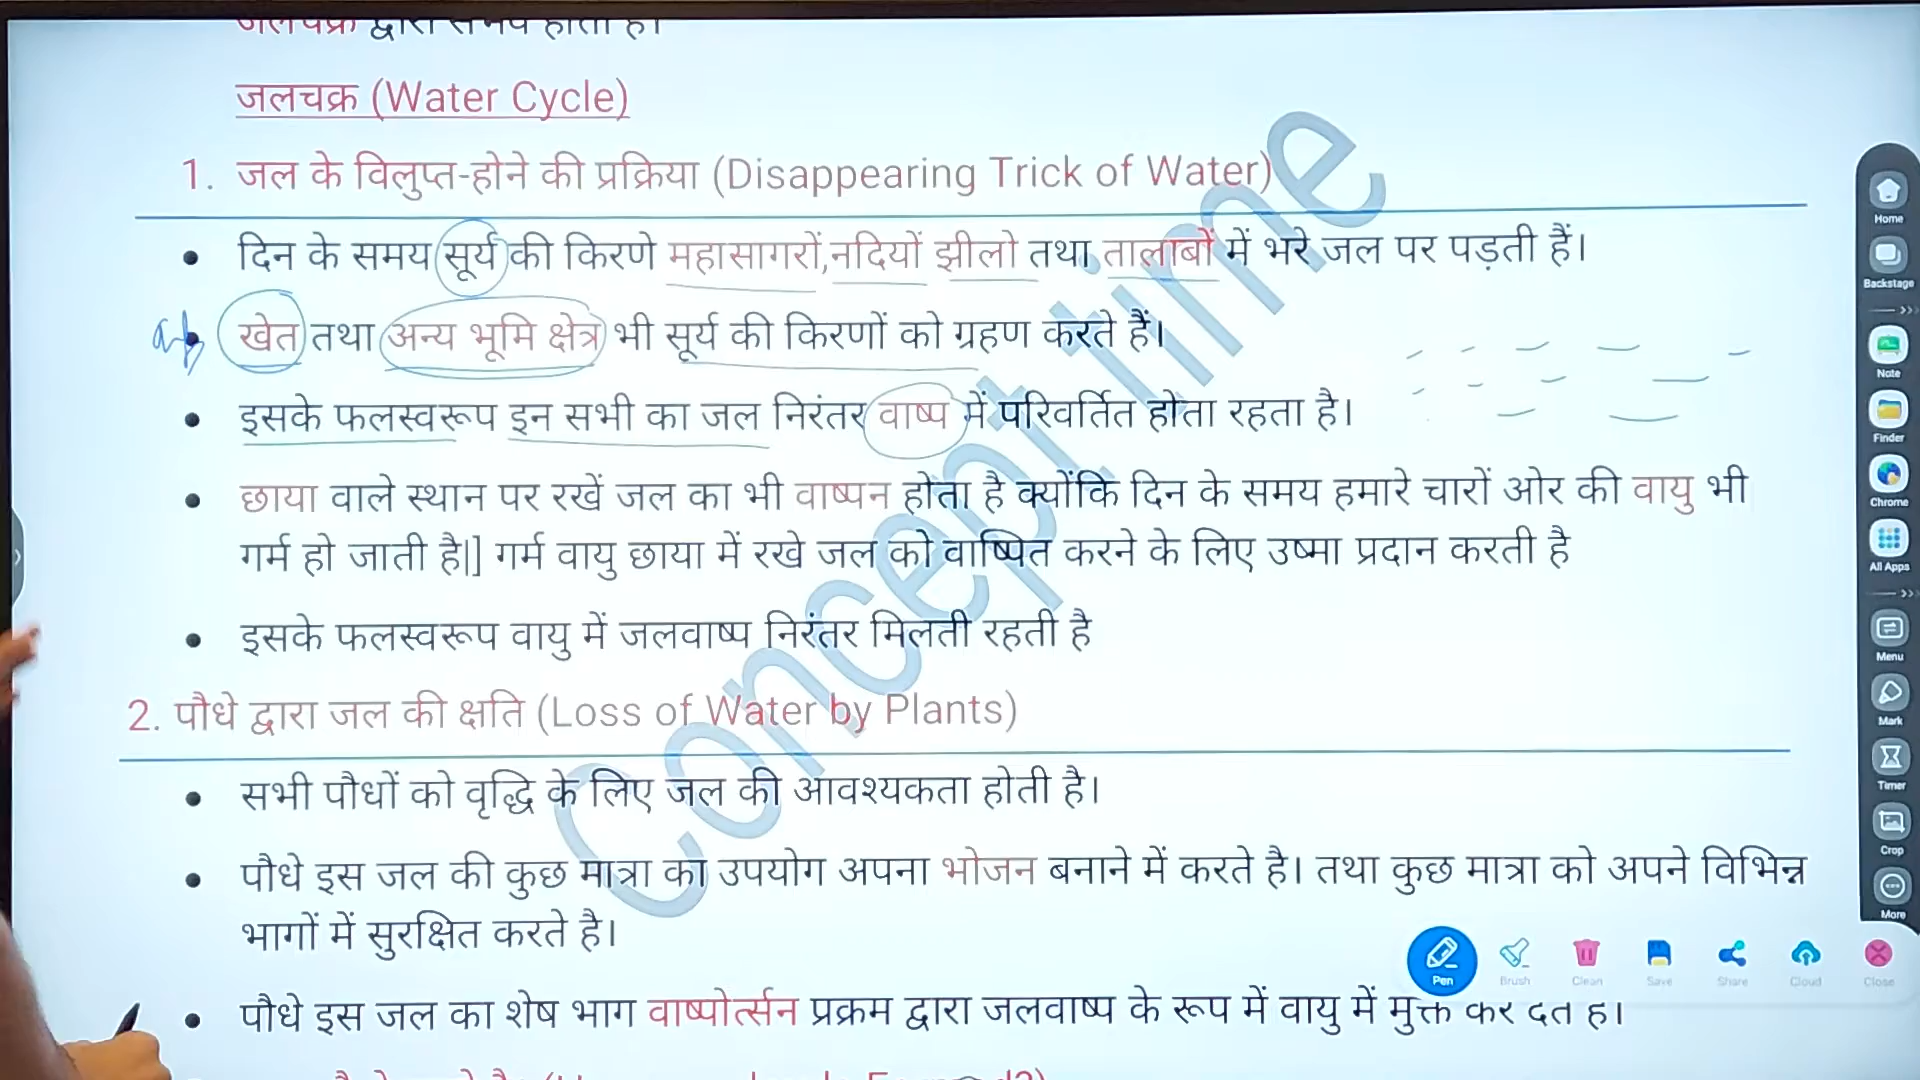 जलचक्र द्वारा संभव होता है।
जलचक्र (Water Cycle)
1. जल के विलुप्त-होने की प्रक्रिया (Disappearing Trick of Water)
• दिन के समय सूर्य की किरणे महासागरों,नदियों झीलो तथा तालाबों में भरे जल पर पड़ती हैं।
• खेत तथा अन्य भूमि क्षेत्र भी सूर्य की किरणों को ग्रहण करते हैं।
• इसके फलस्वरूप इन सभी का जल निरंतर वाष्प में परिवर्तित होता रहता है।
• छाया वाले स्थान पर रखें जल का भी वाष्पन होता है क्योंकि दिन के समय हमारे चारों ओर की वायु भी
गर्म हो जाती है|] गर्म वायु छाया में रखे जल को वाष्पित करने के लिए उष्मा प्रदान करती है
• इसके फलस्वरूप वायु में जलवाष्प निरंतर मिलती रहती है
2. पौधे द्वारा जल की क्षति (Loss of Water by Plants)
• सभी पौधों को वृद्धि के लिए जल की आवश्यकता होती है।
• पौधे इस जल की कुछ मात्रा का उपयोग अपना भोजन बनाने में करते है। तथा कुछ मात्रा को अपने विभिन्न
भागों में सुरक्षित करते है।
• पौधे इस जल का शेष भाग वाष्पोर्त्सन प्रक्रम द्वारा जलवाष्प के रूप में वायु में मुक्त कर देते है।
Concept time
Home
Backstage
Note
Finder
Chrome
All Apps
Menu
Mark
Timer
Crop
More
Pen
Brush
Clean
Save
Share
Cloud
Close